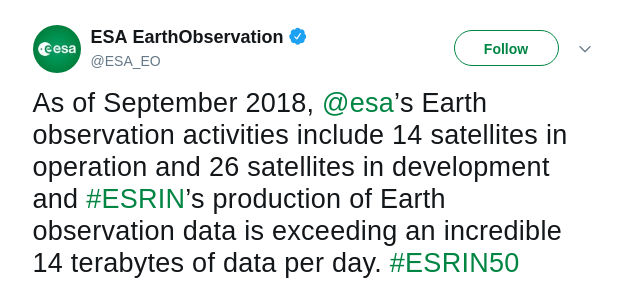 esa
ESA EarthObservation
@ESA_EO
Follow
As of September 2018, @esa’s Earth
observation activities include 14 satellites in
operation and 26 satellites in development
and #ESRIN’s production of Earth
observation data is exceeding an incredible
14 terabytes of data per day. #ESRIN50